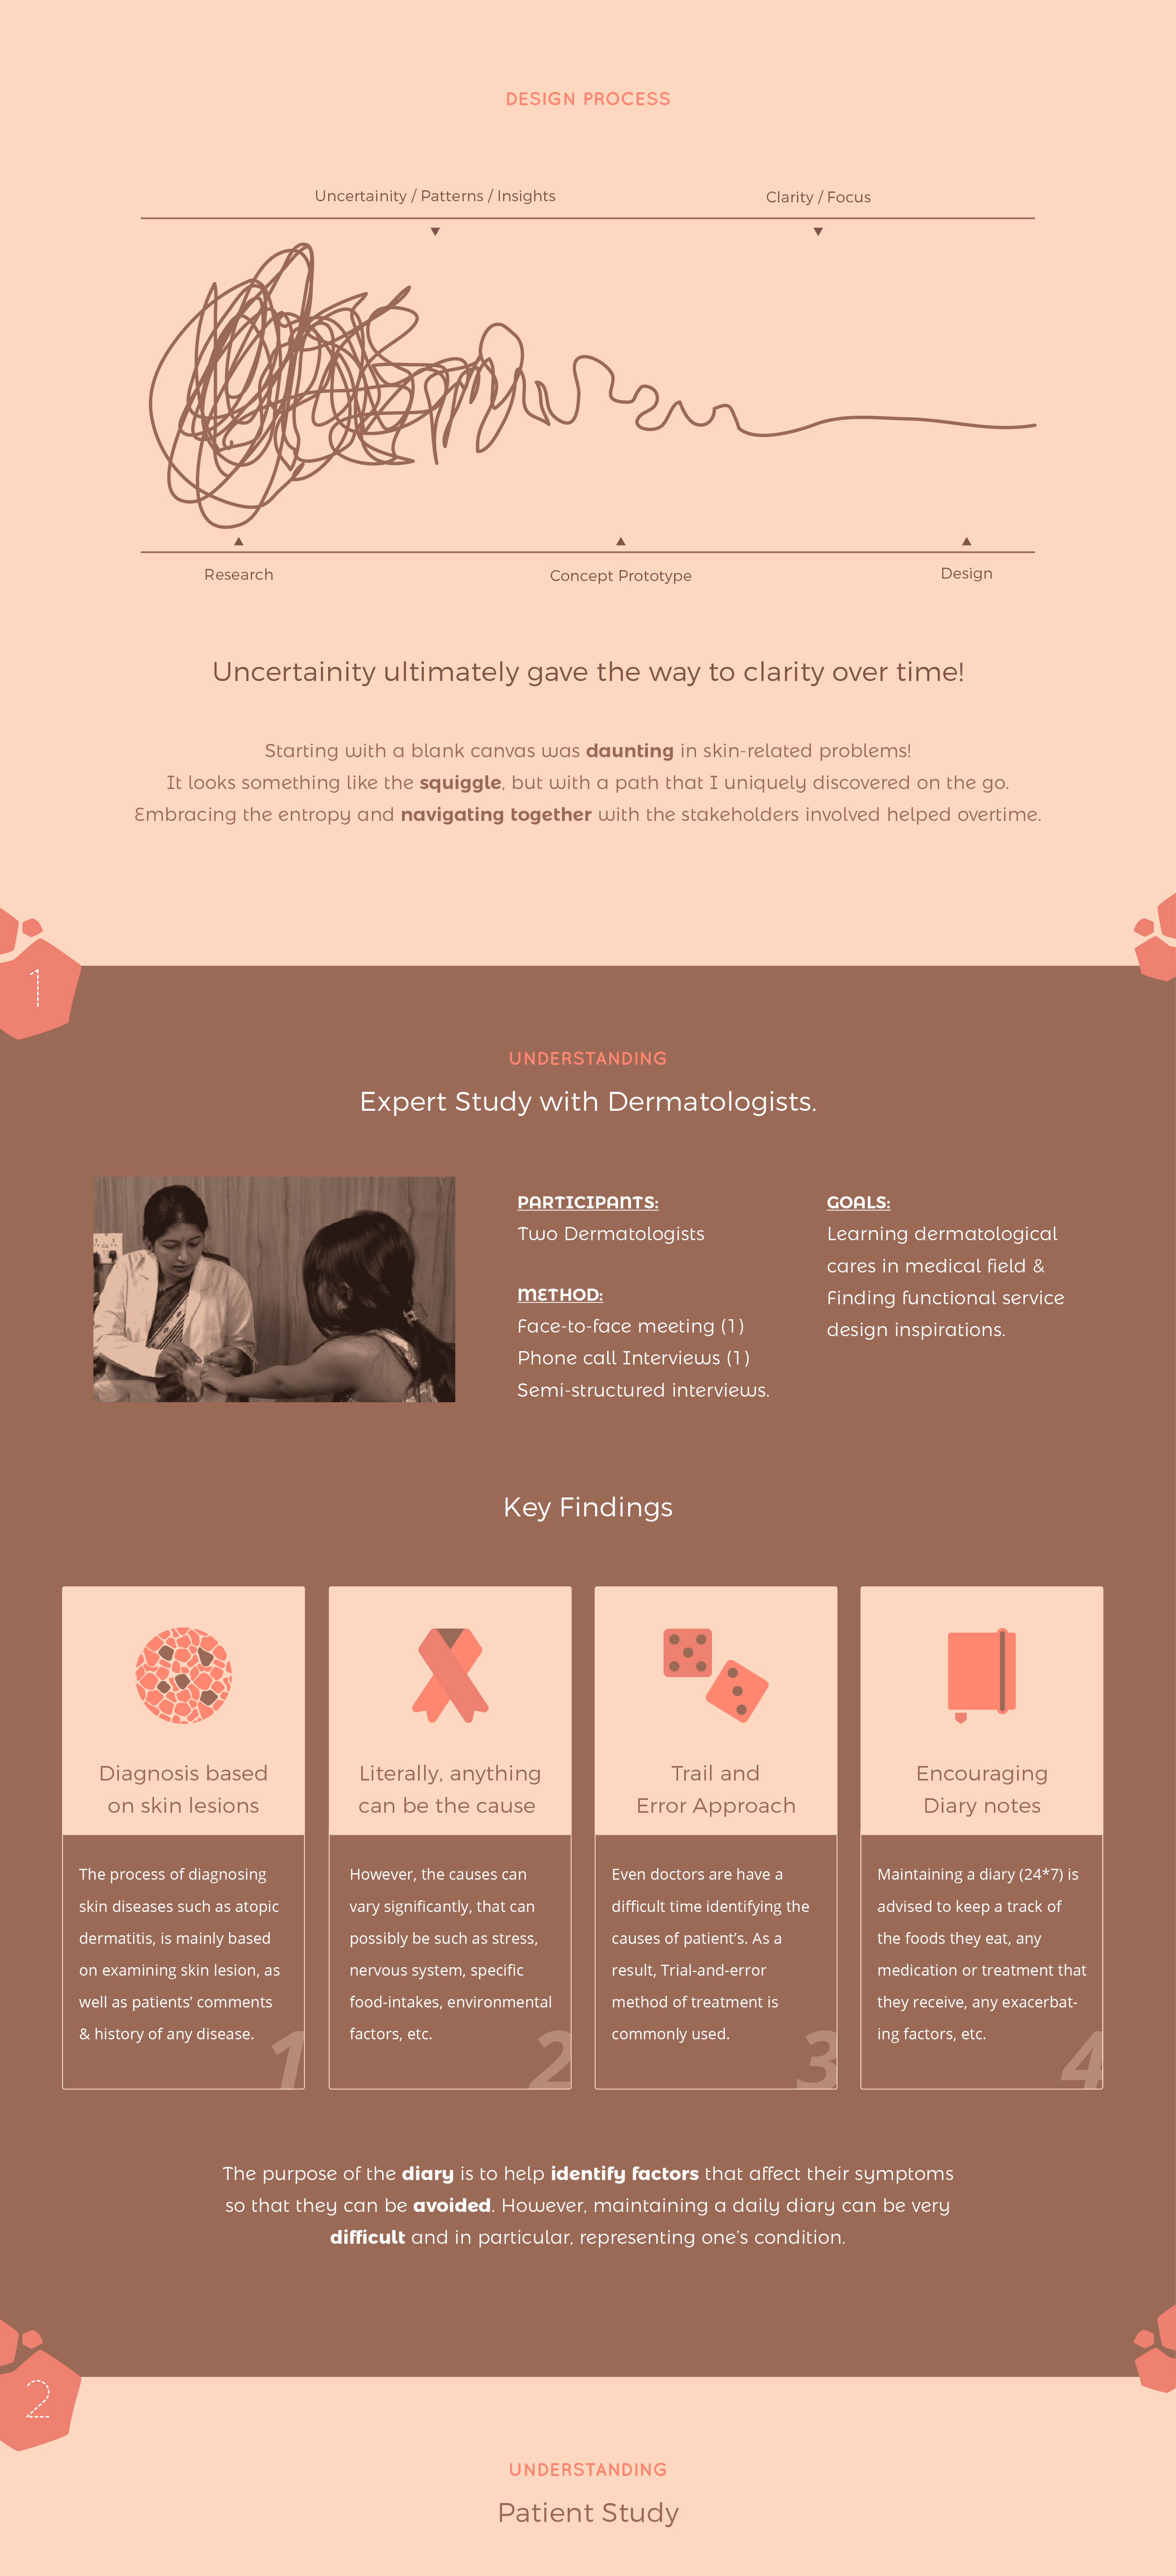 DESIGN PROCESS
Uncertainity / Patterns / Insights
Clarity / Focus
Research
Concept Prototype
Design
Uncertainity ultimately gave the way to clarity over time!
Starting with a blank canvas was daunting in skin-related problems!
It looks something like the squiggle, but with a path that I uniquely discovered on the go.
Embracing the entropy and navigating together with the stakeholders involved helped overtime.
1
UNDERSTANDING
Expert Study with Dermatologists.
PARTICIPANTS:
Two Dermatologists
METHOD:
Face-to-face meeting (1)
Phone call Interviews (1)
Semi-structured interviews.
GOALS:
Learning dermatological
cares in medical field &
Finding functional service
design inspirations.
Key Findings
Diagnosis based
on skin lesions
The process of diagnosing
skin diseases such as atopic
dermatitis, is mainly based
on examining skin lesion, as
well as patients’ comments
& history of any disease.
1
Literally, anything
can be the cause
However, the causes can
vary significantly, that can
possibly be such as stress,
nervous system, specific
food-intakes, environmental
factors, etc.
2
Trail and
Error Approach
Even doctors are have a
difficult time identifying the
causes of patient’s. As a
result, Trial-and-error
method of treatment is
commonly used.
3
Encouraging
Diary notes
Maintaining a diary (24*7) is
advised to keep a track of
the foods they eat, any
medication or treatment that
they receive, any exacerbat-
ing factors, etc.
4
The purpose of the diary is to help identify factors that affect their symptoms
so that they can be avoided. However, maintaining a daily diary can be very
difficult and in particular, representing one’s condition.
2
UNDERSTANDING
Patient Study